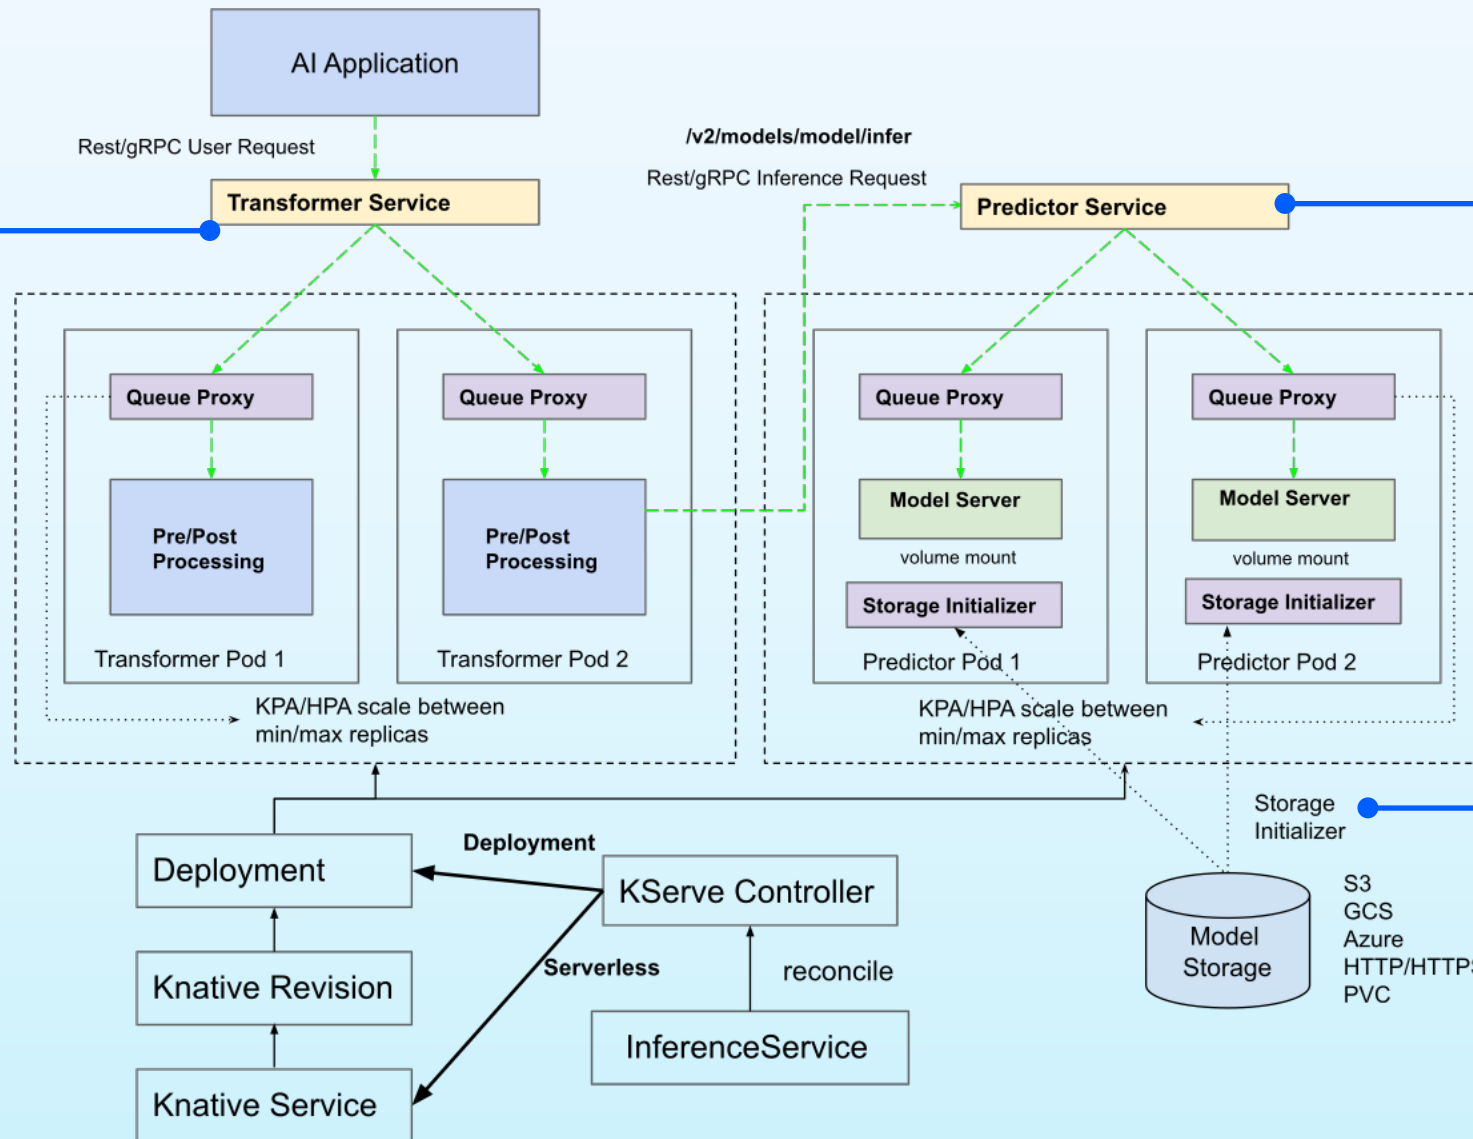 AI Application
Rest/gRPC User Request
Transformer Service
/v2/models/model/infer
Rest/gRPC Inference Request
Predictor Service
Queue Proxy
Pre/Post
Processing
Transformer Pod 1
Queue Proxy
Pre/Post
Processing
Transformer Pod 2
KPA/HPA scale between
min/max replicas
Queue Proxy
Model Server
volume mount
Storage Initializer
Predictor Pod 1
Queue Proxy
Model Server
volume mount
Storage Initializer
Predictor Pod 2
KPA/HPA scale between
min/max replicas
Deployment
Deployment
KServe Controller
Knative Revision
Serverless
reconcile
InferenceService
Knative Service
Storage
Initializer
Model
Storage
S3
GCS
Azure
HTTP/HTTPS
PVC